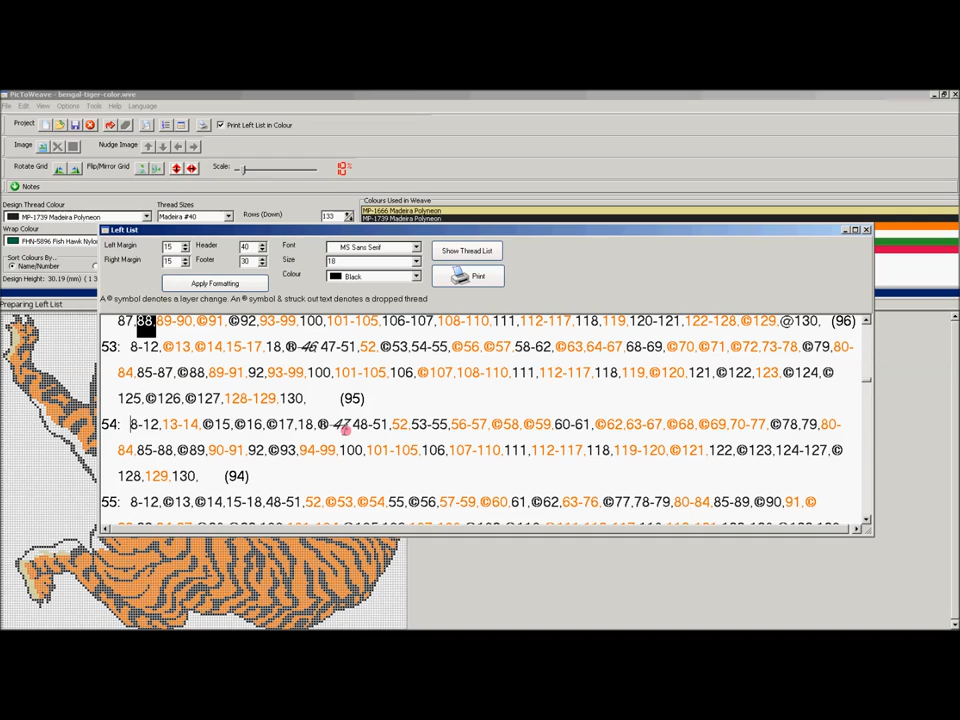 PicToWeave - bengal-tiger-color.wve
File Edit View Options Tools Help Language
Project
Print Left List in Colour
Image
Nudge Image
Rotate Grid
Flip/Mirror Grid
Scale:
Notes
Design Thread Colour
Thread Sizes
Rows (Down)
Colours Used in Weave
MP-1739 Madeira Polyneon
Madeira #40
133
MP-1666 Madeira Polyneon
MP-1739 Madeira Polyneon
Wrap Colour
FHN-5896 Fish Hawk Nylon
Sort Colours By
Name/Number
Design Height: 30.19 (mm) ( 1
Preparing Left List
Left List
Left Margin 15 Header 40 Font MS Sans Serif Show Thread List
Right Margin 15 Footer 30 Size 18
Colour Black Print
Apply Formatting
A © symbol denotes a layer change. An ® symbol & struck out text denotes a dropped thread
87,88,89-90,©91,©92,93-99,100,101-105,106-107,108-110,111,112-117,118,119,120-121,122-128,©129,@130, (96)
53: 8-12,©13,©14,15-17,18,®-46,47-51,52,©53,54-55,©56,©57,58-62,©63,64-67,68-69,©70,©71,©72,73-78,©79,80-
84,85-87,©88,89-91,92,93-99,100,101-105,106,©107,108-110,111,112-117,118,119,©120,121,©122,123,©124,©
125,©126,©127,128-129,130, (95)
54: 8-12,13-14,©15,©16,©17,18,®-47,48-51,52,53-55,56-57,©58,©59,60-61,©62,63-67,©68,©69,70-77,©78,79,80-
84,85-88,©89,90-91,92,©93,94-99,100,101-105,106,107-110,111,112-117,118,119-120,©121,122,©123,124-127,©
128,129,130, (94)
55: 8-12,©13,©14,15-18,48-51,52,©53,©54,55,©56,57-59,©60,61,©62,63-76,©77,78-79,80-84,85-89,©90,91,©